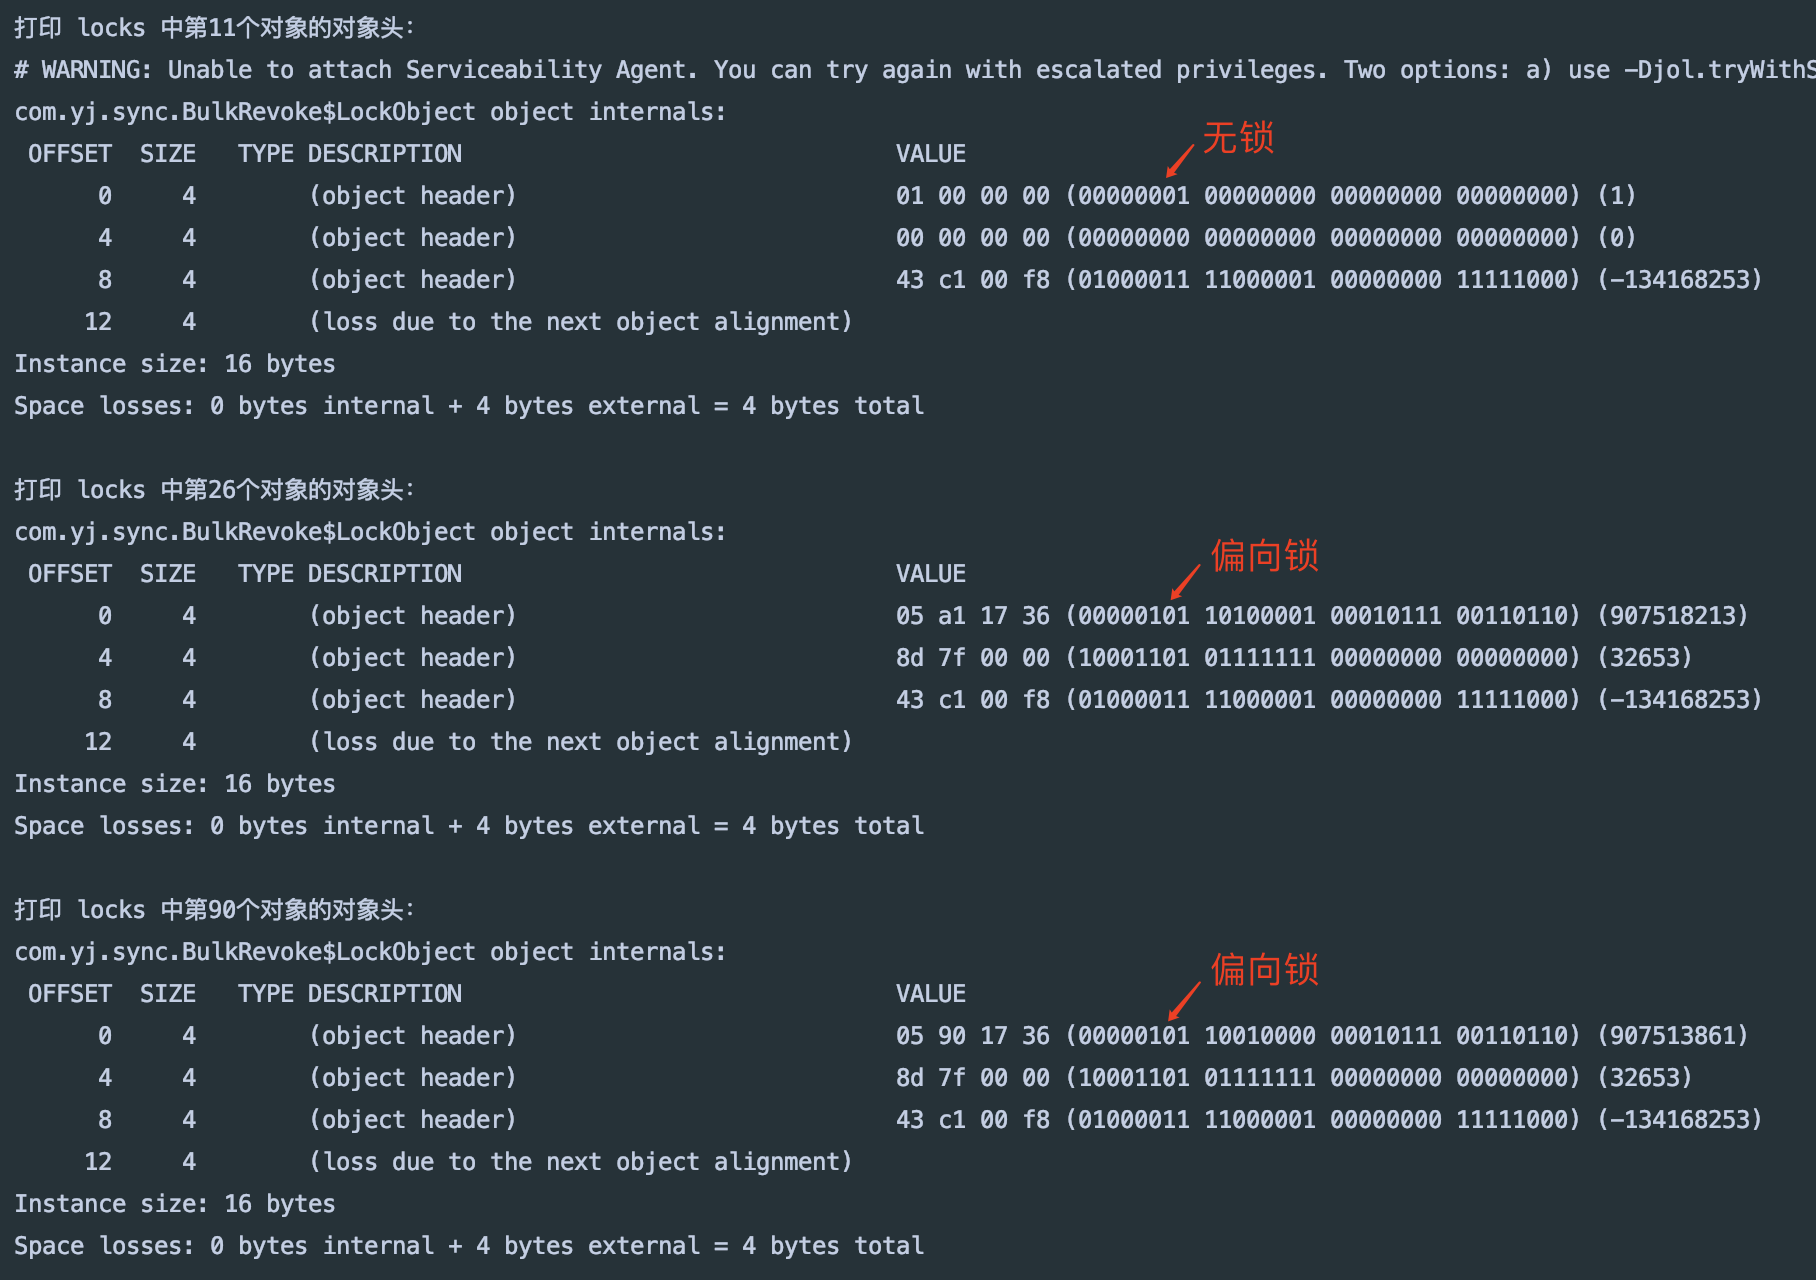 打印 locks 中第11个对象的对象头：
# WARNING: Unable to attach Serviceability Agent. You can try again with escalated privileges. Two options: a) use -Djol.tryWithS
com.yj.sync.BulkRevoke$LockObject object internals:
无锁
OFFSET  SIZE   TYPE DESCRIPTION                               VALUE
0     4        (object header)                           01 00 00 00 (00000001 00000000 00000000 00000000) (1)
4     4        (object header)                           00 00 00 00 (00000000 00000000 00000000 00000000) (0)
8     4        (object header)                           43 c1 00 f8 (01000011 11000001 00000000 11111000) (-134168253)
12     4        (loss due to the next object alignment)
Instance size: 16 bytes
Space losses: 0 bytes internal + 4 bytes external = 4 bytes total
打印 locks 中第26个对象的对象头：
com.yj.sync.BulkRevoke$LockObject object internals:
偏向锁
OFFSET  SIZE   TYPE DESCRIPTION                               VALUE
0     4        (object header)                           05 a1 17 36 (00000101 10100001 00010111 00110110) (907518213)
4     4        (object header)                           8d 7f 00 00 (10001101 01111111 00000000 00000000) (32653)
8     4        (object header)                           43 c1 00 f8 (01000011 11000001 00000000 11111000) (-134168253)
12     4        (loss due to the next object alignment)
Instance size: 16 bytes
Space losses: 0 bytes internal + 4 bytes external = 4 bytes total
打印 locks 中第90个对象的对象头：
com.yj.sync.BulkRevoke$LockObject object internals:
偏向锁
OFFSET  SIZE   TYPE DESCRIPTION                               VALUE
0     4        (object header)                           05 90 17 36 (00000101 10010000 00010111 00110110) (907513861)
4     4        (object header)                           8d 7f 00 00 (10001101 01111111 00000000 00000000) (32653)
8     4        (object header)                           43 c1 00 f8 (01000011 11000001 00000000 11111000) (-134168253)
12     4        (loss due to the next object alignment)
Instance size: 16 bytes
Space losses: 0 bytes internal + 4 bytes external = 4 bytes total